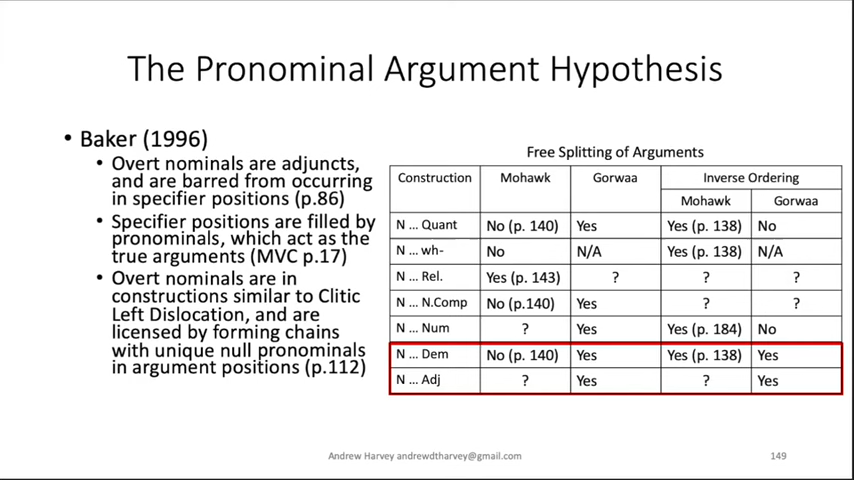 The Pronominal Argument Hypothesis
• Baker (1996)
• Overt nominals are adjuncts,
and are barred from occurring
in specifier positions (p.86)
• Specifier positions are filled by
pronominals, which act as the
true arguments (MVC p.17)
• Overt nominals are in
constructions similar to Clitic
Left Dislocation, and are
licensed by forming chains
with unique null pronominals
in argument positions (p.112)
Free Splitting of Arguments
Construction Mohawk Gorwaa Inverse Ordering
Mohawk Gorwaa
N ... Quant No (p. 140) Yes Yes (p. 138) No
N ... wh- No N/A Yes (p. 138) N/A
N ... Rel. Yes (p. 143) ? ? ?
N ... N.Comp No (p.140) Yes ? ?
N ... Num ? Yes Yes (p. 184) No
N ... Dem No (p. 140) Yes Yes (p. 138) Yes
N ... Adj ? Yes ? Yes
Andrew Harvey andrewdtharvey@gmail.com 149